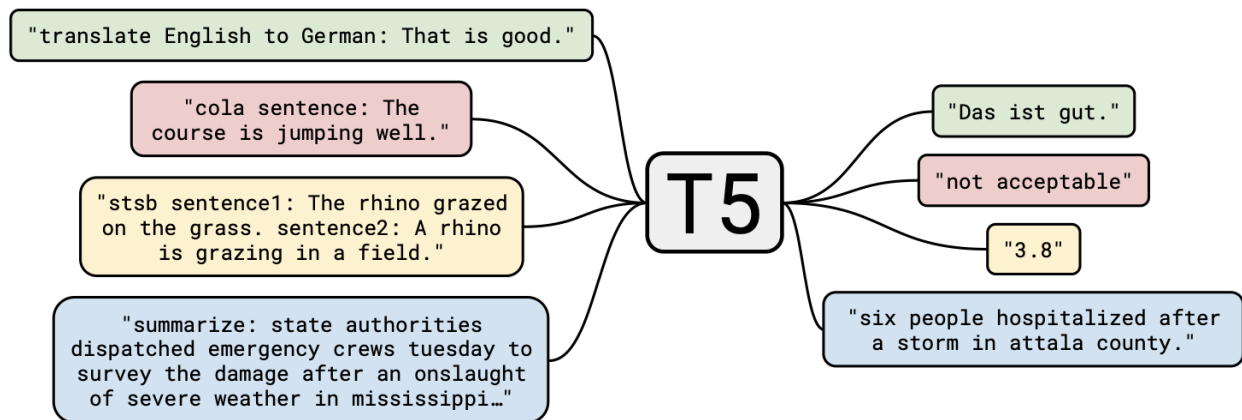 "translate English to German: That is good."
"cola sentence: The
course is jumping well."
"stsb sentence1: The rhino grazed
on the grass. sentence2: A rhino
is grazing in a field."
"summarize: state authorities
dispatched emergency crews tuesday to
survey the damage after an onslaught
of severe weather in mississippi…"
T5
"Das ist gut."
"not acceptable"
"3.8"
"six people hospitalized after
a storm in attala county."